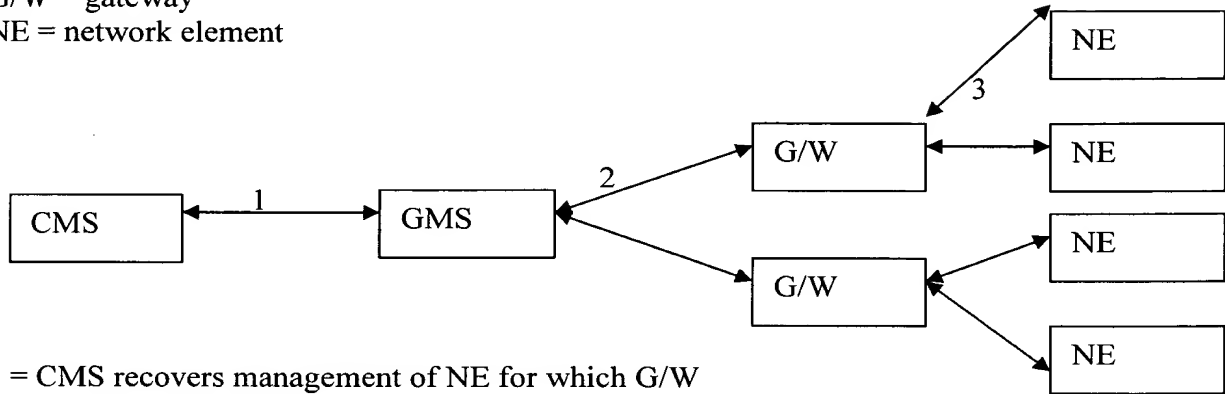 G/W = gateway
NE = network element
NE
3
G/W
NE
2
1
CMS
GMS
NE
G/W
NE
= CMS recovers management of NE for which G/W